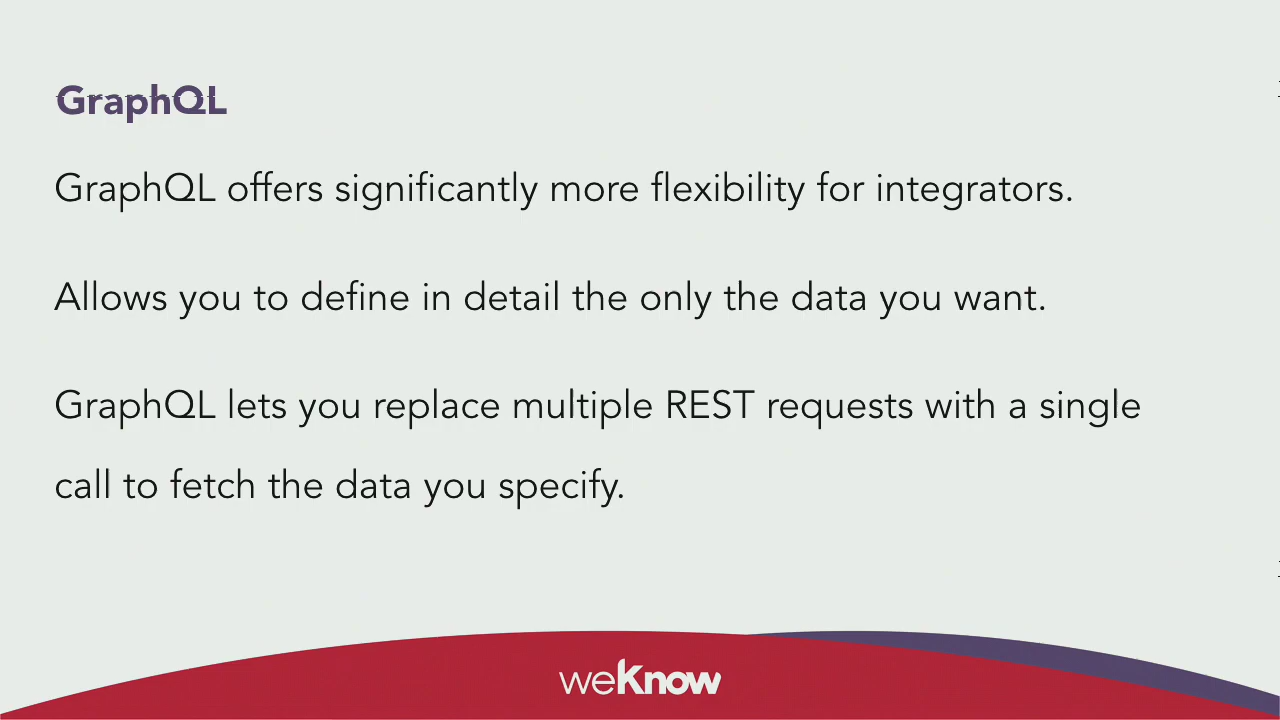 GraphQL
GraphQL offers significantly more flexibility for integrators.
Allows you to define in detail the only the data you want.
GraphQL lets you replace multiple REST requests with a single
call to fetch the data you specify.
weKnow